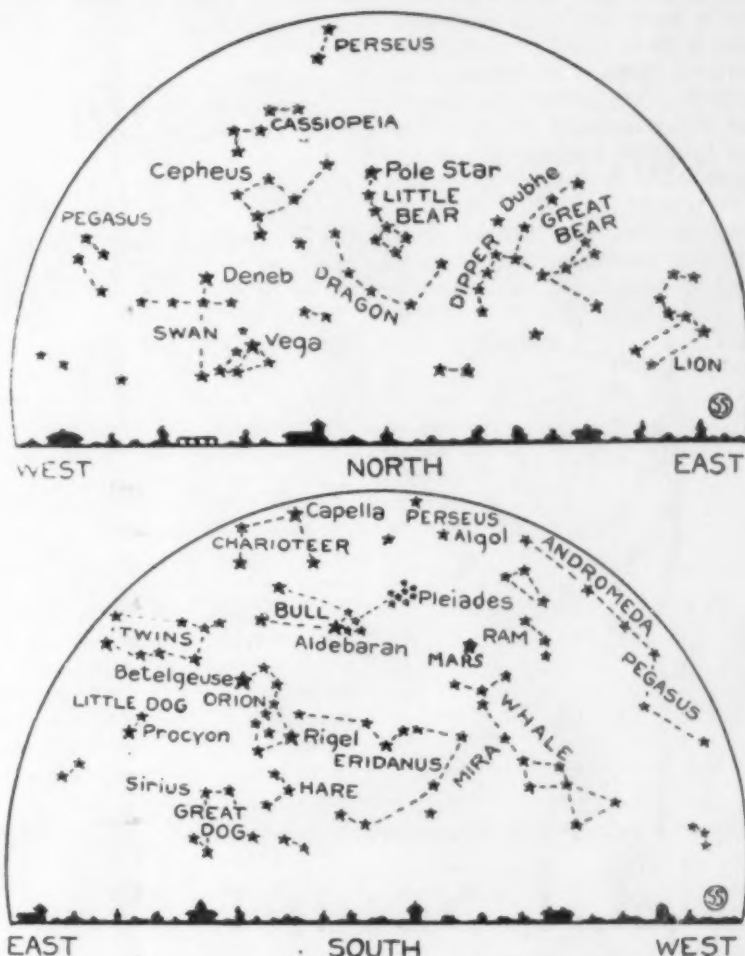 PERSEUS
CASSIOPEIA
Cepheus
Pole Star
LITTLE
BEAR
Dubhe
GREAT
BEAR
PEGASUS
DIPPER
Deneb
DRAGON
SWAN
Vega
LION
SS
WEST NORTH EAST
Capella
PERSEUS
Algol
CHARIOTEER
ANDROMEDA
Pleiades
BULL
TWINS
Aldebaran
RAM
MARS
Betelgeuse
PEGASUS
LITTLE DOG
ORION
WHALE
Procyon
Rigel
ERIDANUS
MIRA
Sirius
HARE
GREAT
DOG
SS
EAST SOUTH WEST